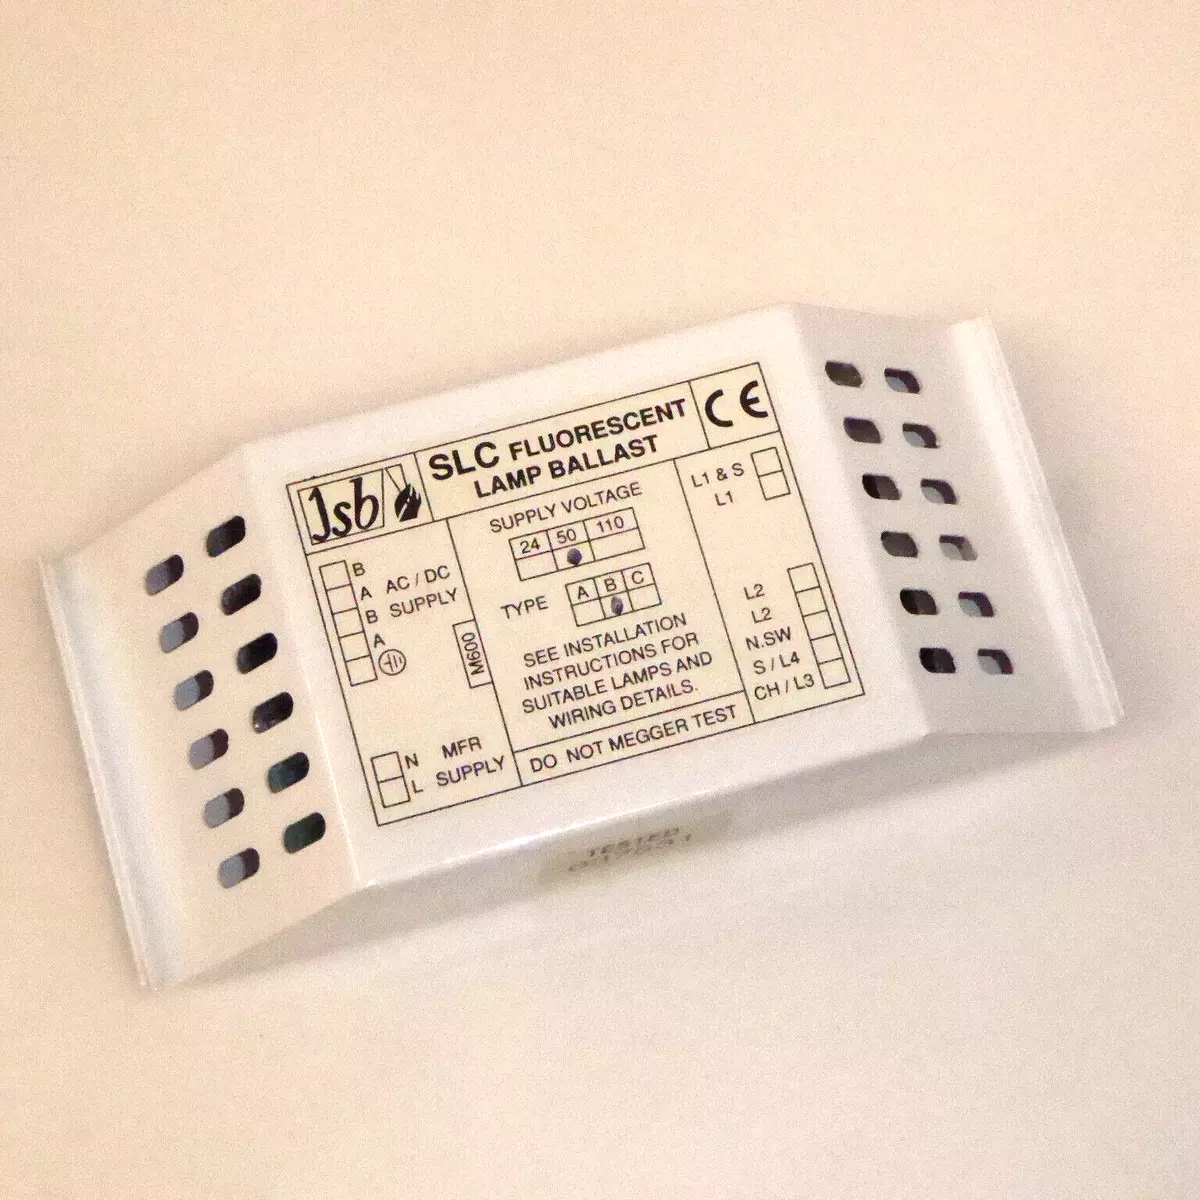 Jsb
SLC FLUORESCENT
LAMP BALLAST
CE
B
A
B
A
AC / DC
SUPPLY
M600
N
L
MFR
SUPPLY
SUPPLY VOLTAGE
24 50 110
TYPE
A B C
SEE INSTALLATION
INSTRUCTIONS FOR
SUITABLE LAMPS AND
WIRING DETAILS.
DO NOT MEGGER TEST
L1 & S
L1
L2
L2
N.SW
S / L4
CH / L3
TESTED